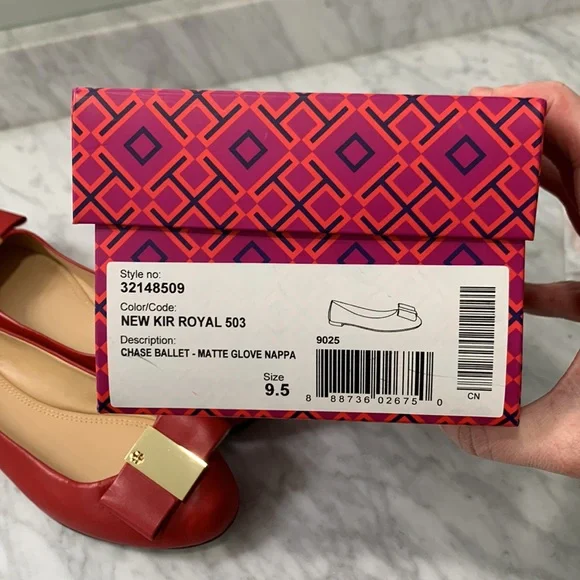 Style no:
32148509
Color/Code:
NEW KIR ROYAL 503
Description:
CHASE BALLET - MATTE GLOVE NAPPA
Size
9.5
9025
8 88736 02675 0
CN